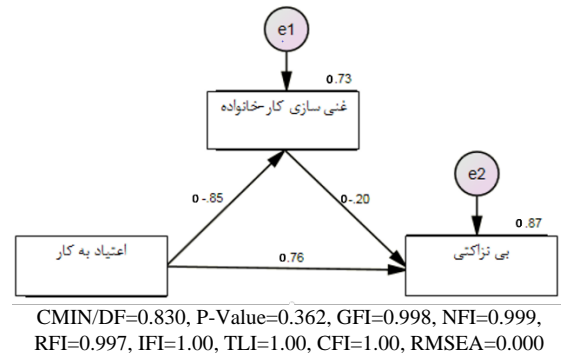 e1
0.73
غنی سازی کار-خانواده
e2
0-.85
0-.20
0.87
اعتیاد به کار
0.76
بی نزاکتی
CMIN/DF=0.830, P-Value=0.362, GFI=0.998, NFI=0.999,
RFI=0.997, IFI=1.00, TLI=1.00, CFI=1.00, RMSEA=0.000